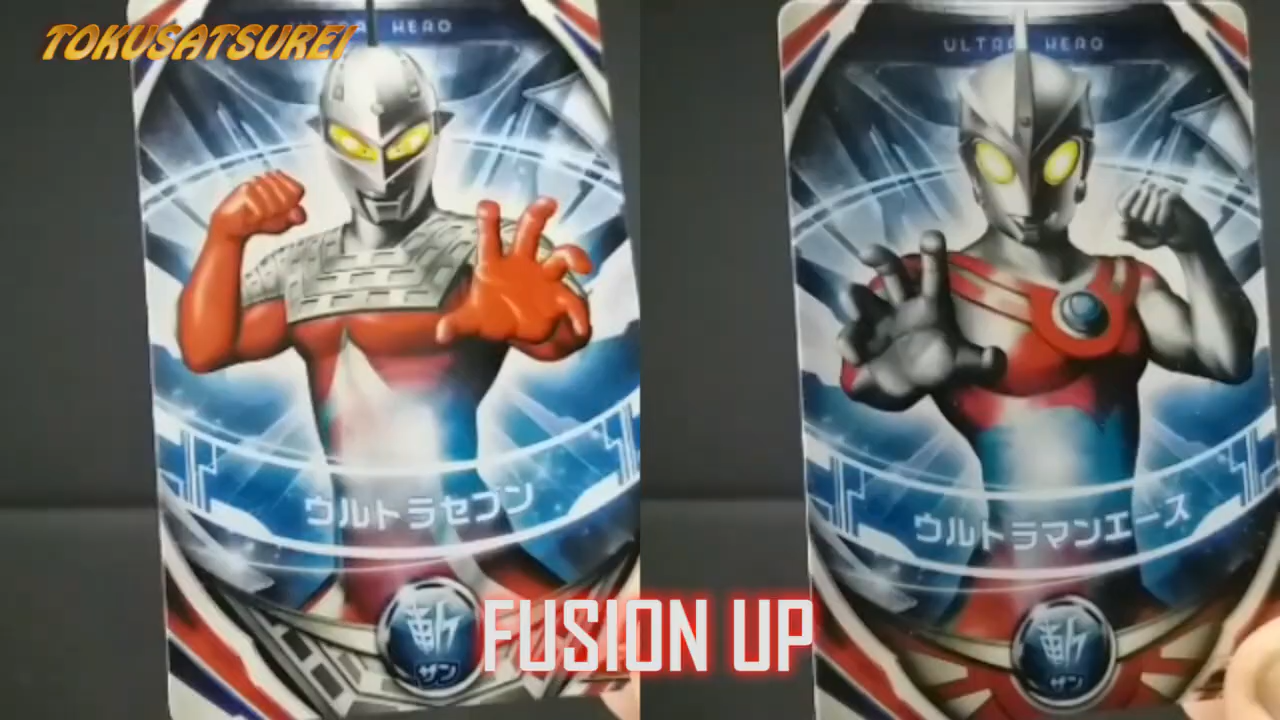 TOKUSATSUREI
ULTRA HERO
ULTRA HERO
ウルトラセブン
ウルトラマンエース
斬
ザン
斬
ザン
FUSION UP